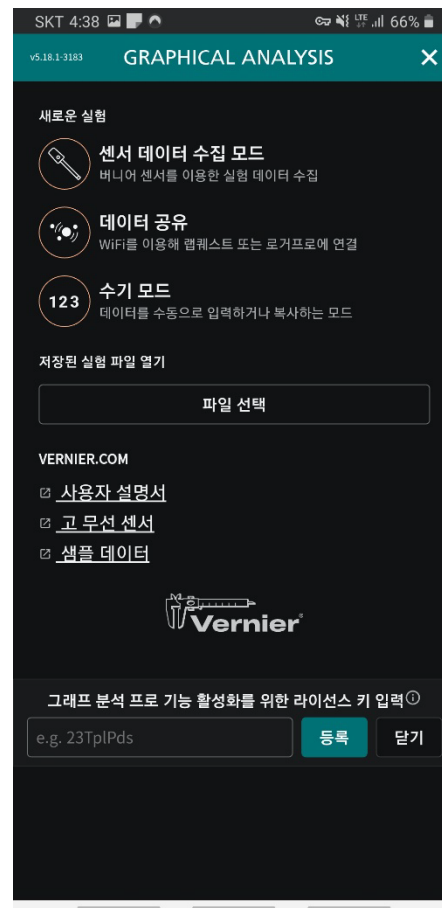 SKT 4:38 LTE 66%
v5.18.1-3183 GRAPHICAL ANALYSIS
새로운 실험
센서 데이터 수집 모드
버니어 센서를 이용한 실험 데이터 수집
데이터 공유
WiFi를 이용해 랩퀘스트 또는 로거프로에 연결
123
수기 모드
데이터를 수동으로 입력하거나 복사하는 모드
저장된 실험 파일 열기
파일 선택
VERNIER.COM
사용자 설명서
고 무선 센서
샘플 데이터
Vernier®
그래프 분석 프로 기능 활성화를 위한 라이선스 키 입력
e.g. 23TplPds 등록 닫기